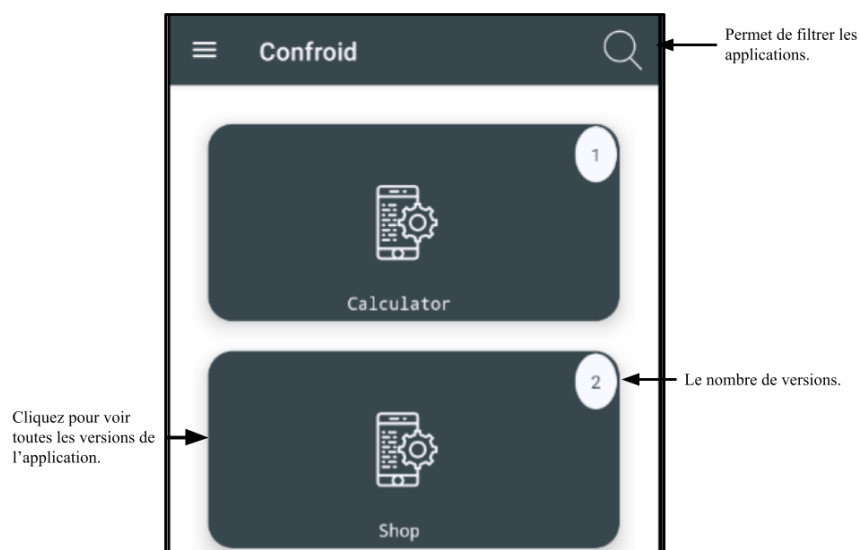 Confroid
Permet de filtrer les
applications.
1
Calculator
2
Le nombre de versions.
Cliquez pour voir
toutes les versions de
l’application.
Shop